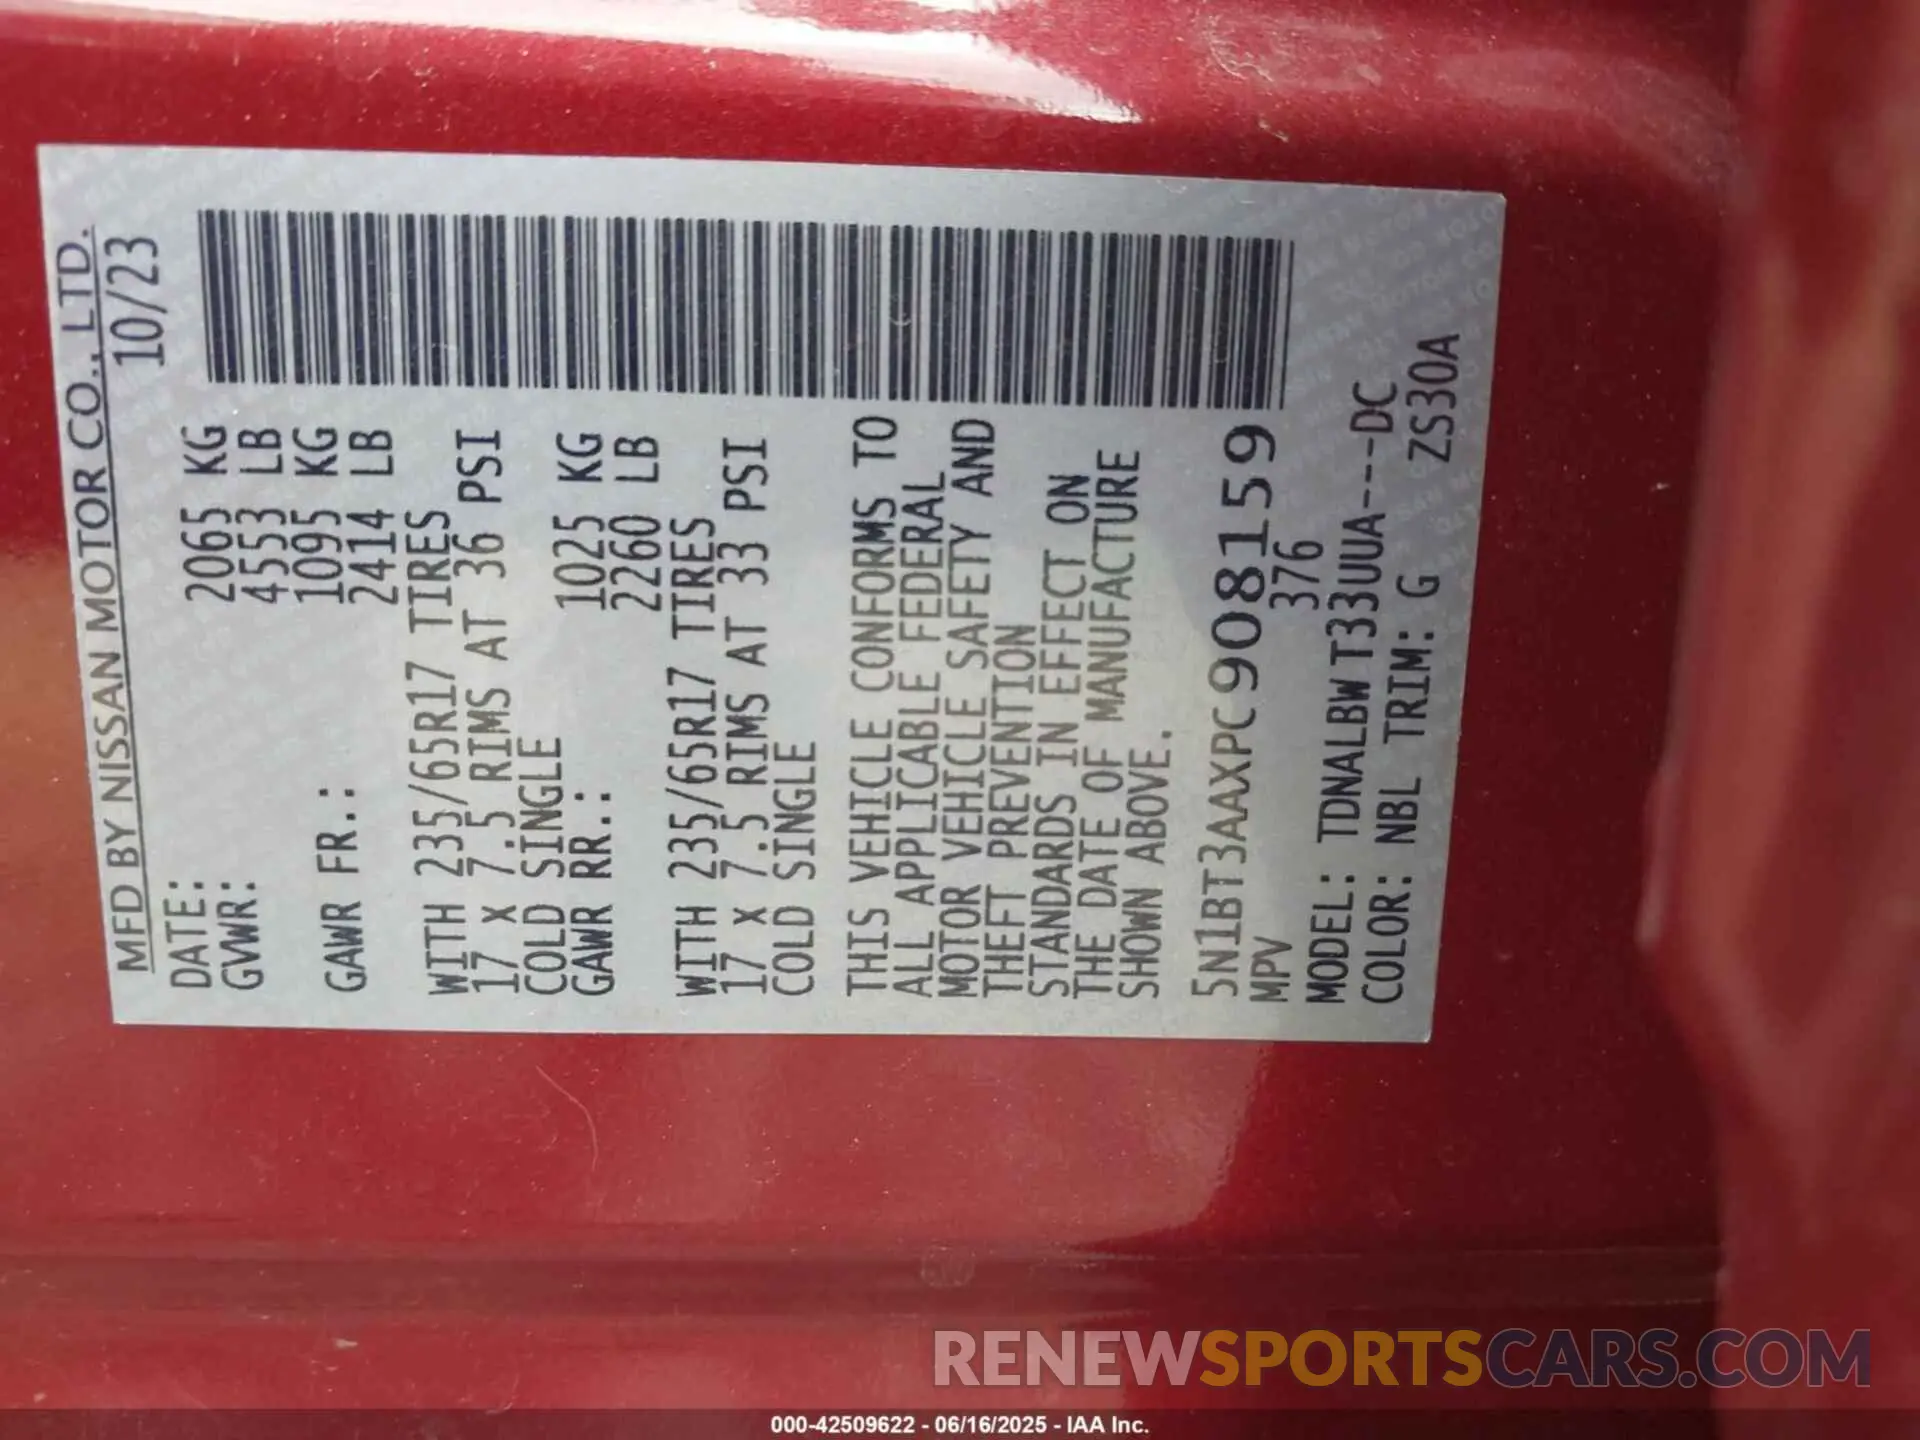 MFD BY NISSAN MOTOR CO., LTD.
DATE: 10/23
GVWR: 2065 KG
4553 LB
GAWR FR.: 1095 KG
2414 LB
WITH 235/65R17 TIRES
17 X 7.5 RIMS AT 36 PSI
COLD SINGLE
GAWR RR.: 1025 KG
2260 LB
WITH 235/65R17 TIRES
17 X 7.5 RIMS AT 33 PSI
COLD SINGLE
THIS VEHICLE CONFORMS TO
ALL APPLICABLE FEDERAL
MOTOR VEHICLE SAFETY AND
THEFT PREVENTION
STANDARDS IN EFFECT ON
THE DATE OF MANUFACTURE
SHOWN ABOVE.
5N1BT3AAXPC908159
MPV 376
MODEL: TDNALBWT33UUA---DC
COLOR: NBL TRIM: G ZS30A
RENEWSPORTSCARS.COM
000-42509622 - 06/16/2025 - IAA Inc.